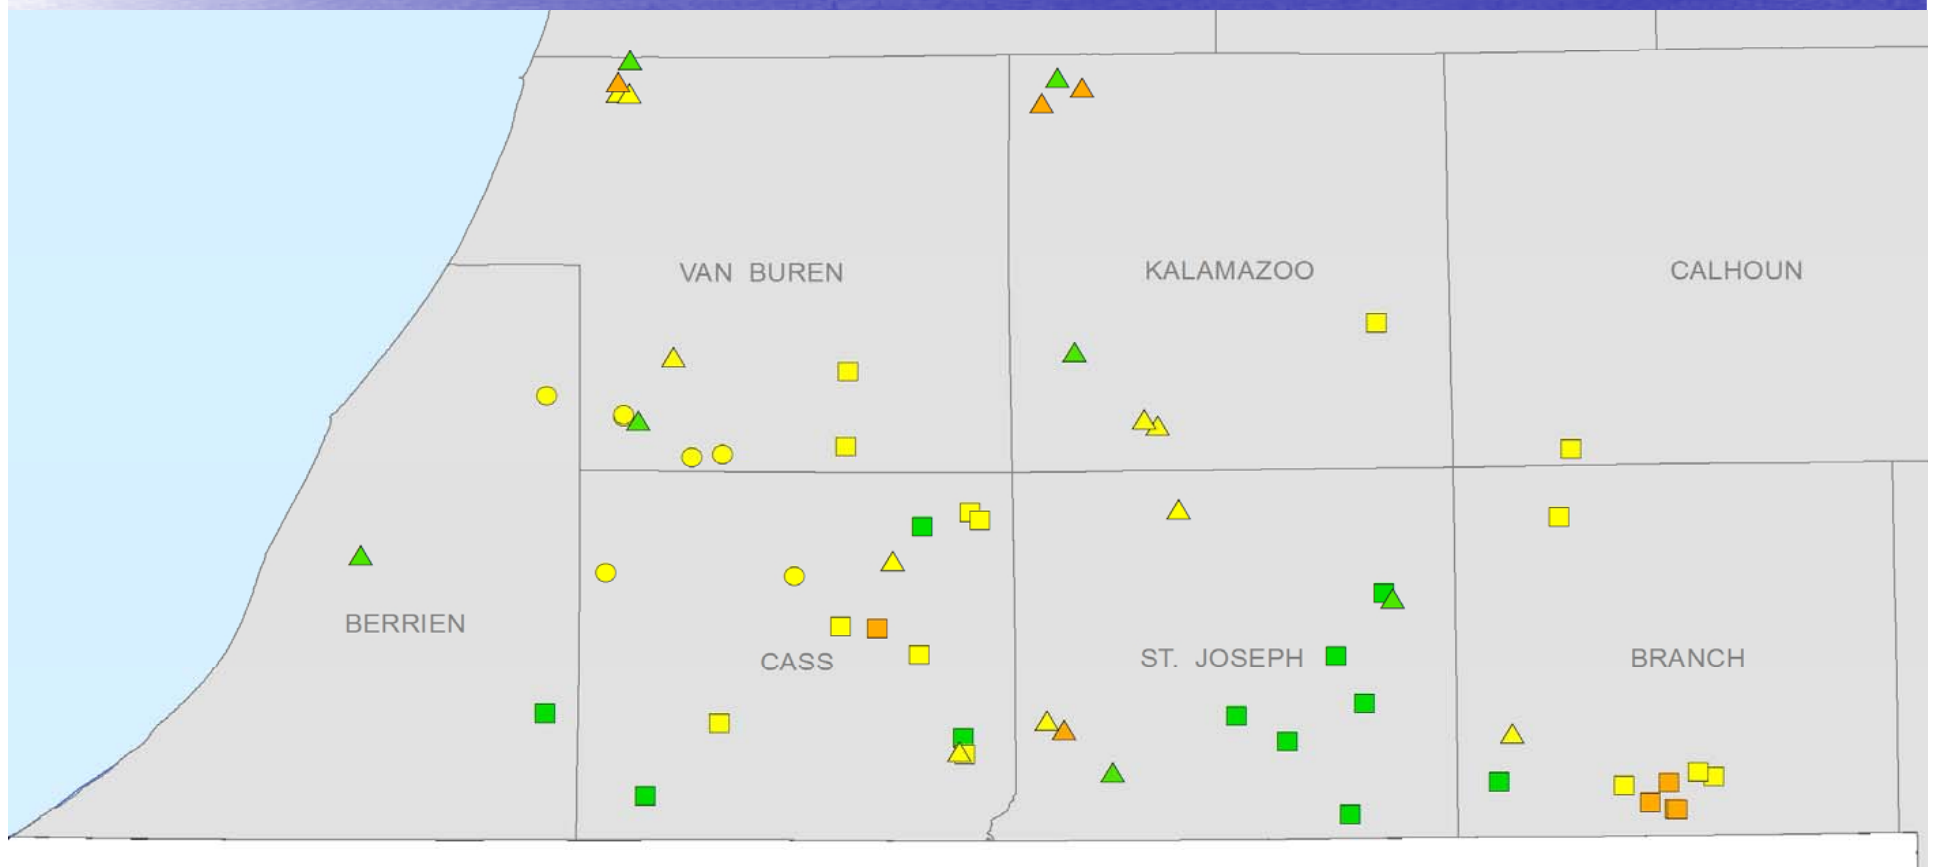 VAN BUREN
KALAMAZOO
CALHOUN
BERRIEN
CASS
ST. JOSEPH
BRANCH